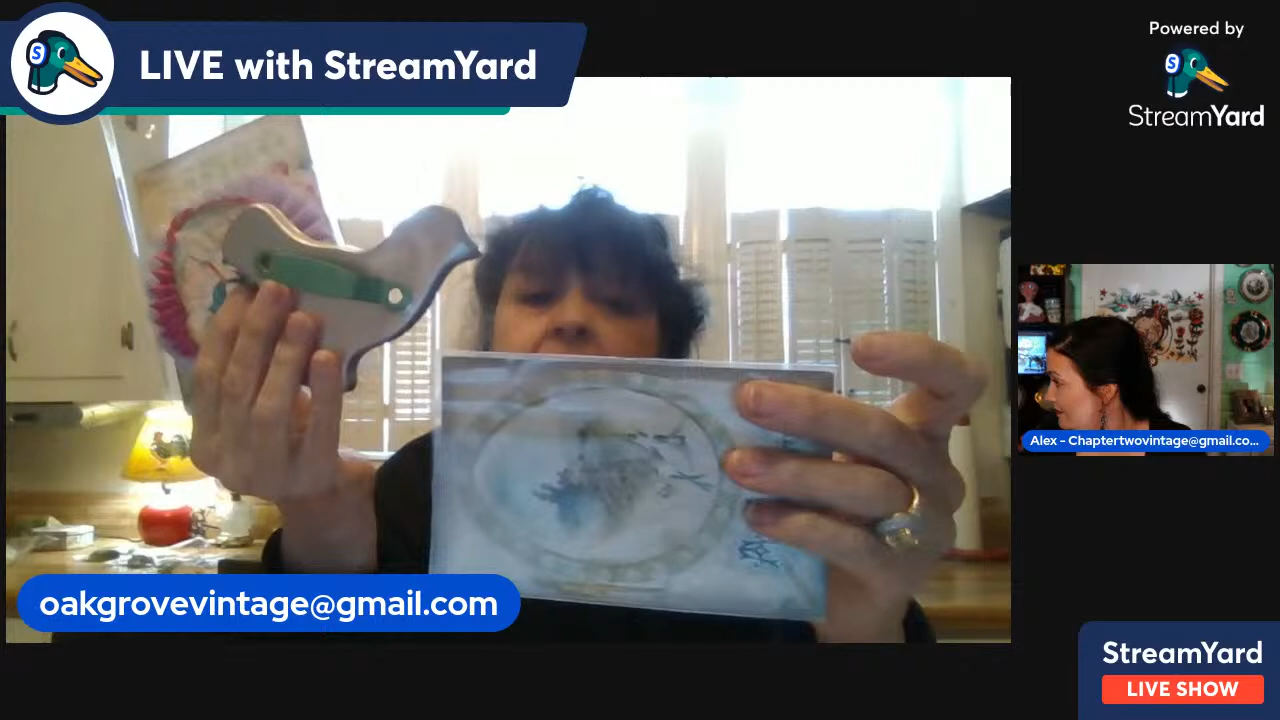 S
LIVE with StreamYard
Powered by
S
StreamYard
Alex - Chaptertwovintage@gmail.co...
oakgrovevintage@gmail.com
StreamYard
LIVE SHOW